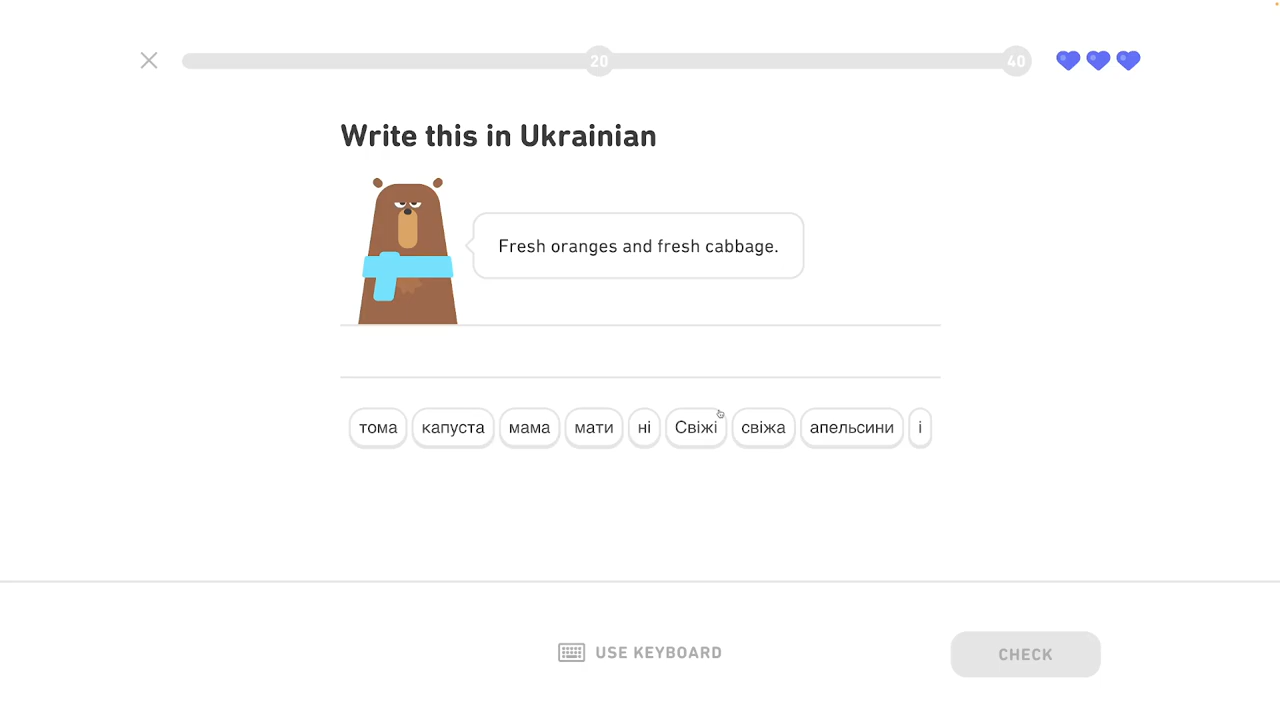 20
40
Write this in Ukrainian
Fresh oranges and fresh cabbage.
тома капуста мама мати ні Свіжі свіжа апельсини і
USE KEYBOARD
CHECK